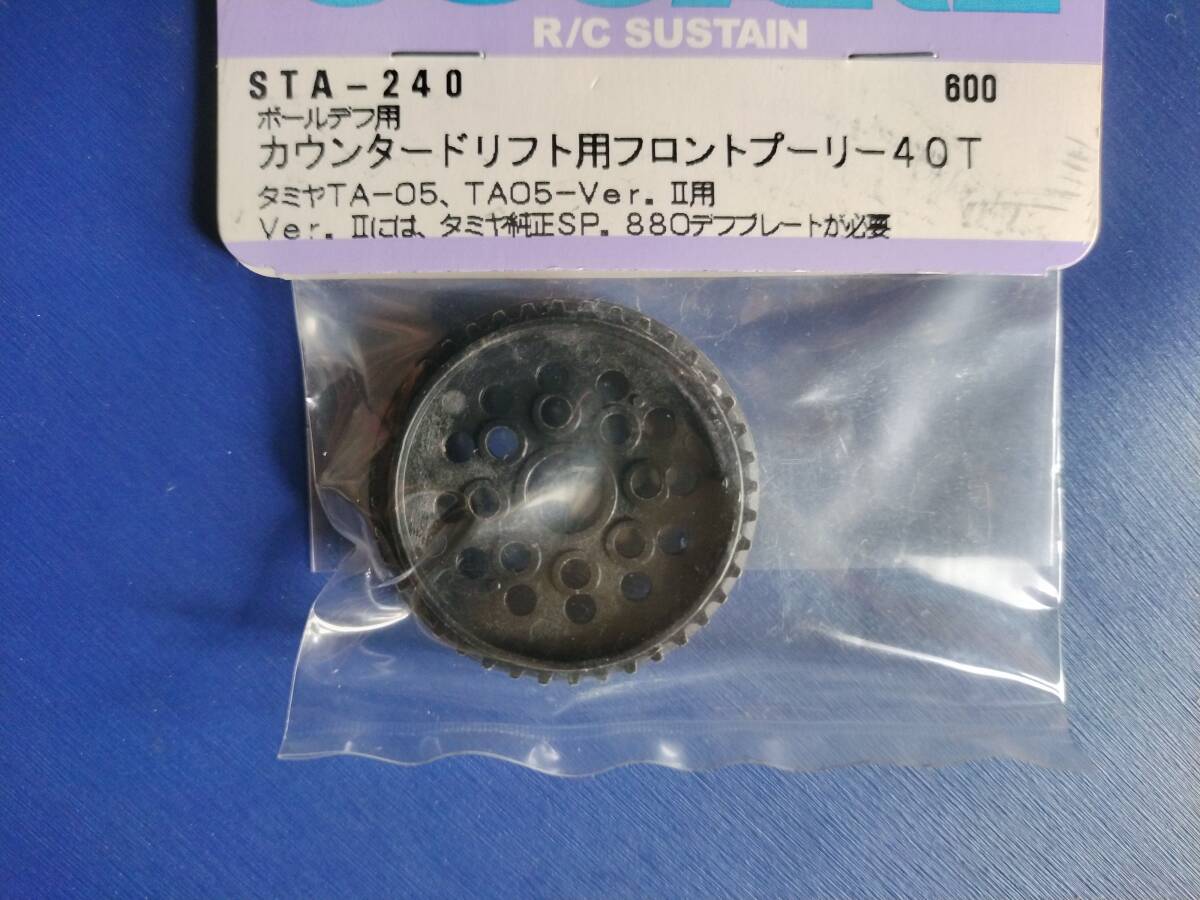 R/C SUSTAIN
STA-240 600
ボールデフ用
カウンタードリフト用フロントプーリー40T
タミヤTA-05、TA05-Ver.Ⅱ用
Ver.Ⅱには、タミヤ純正SP.880デフプレートが必要